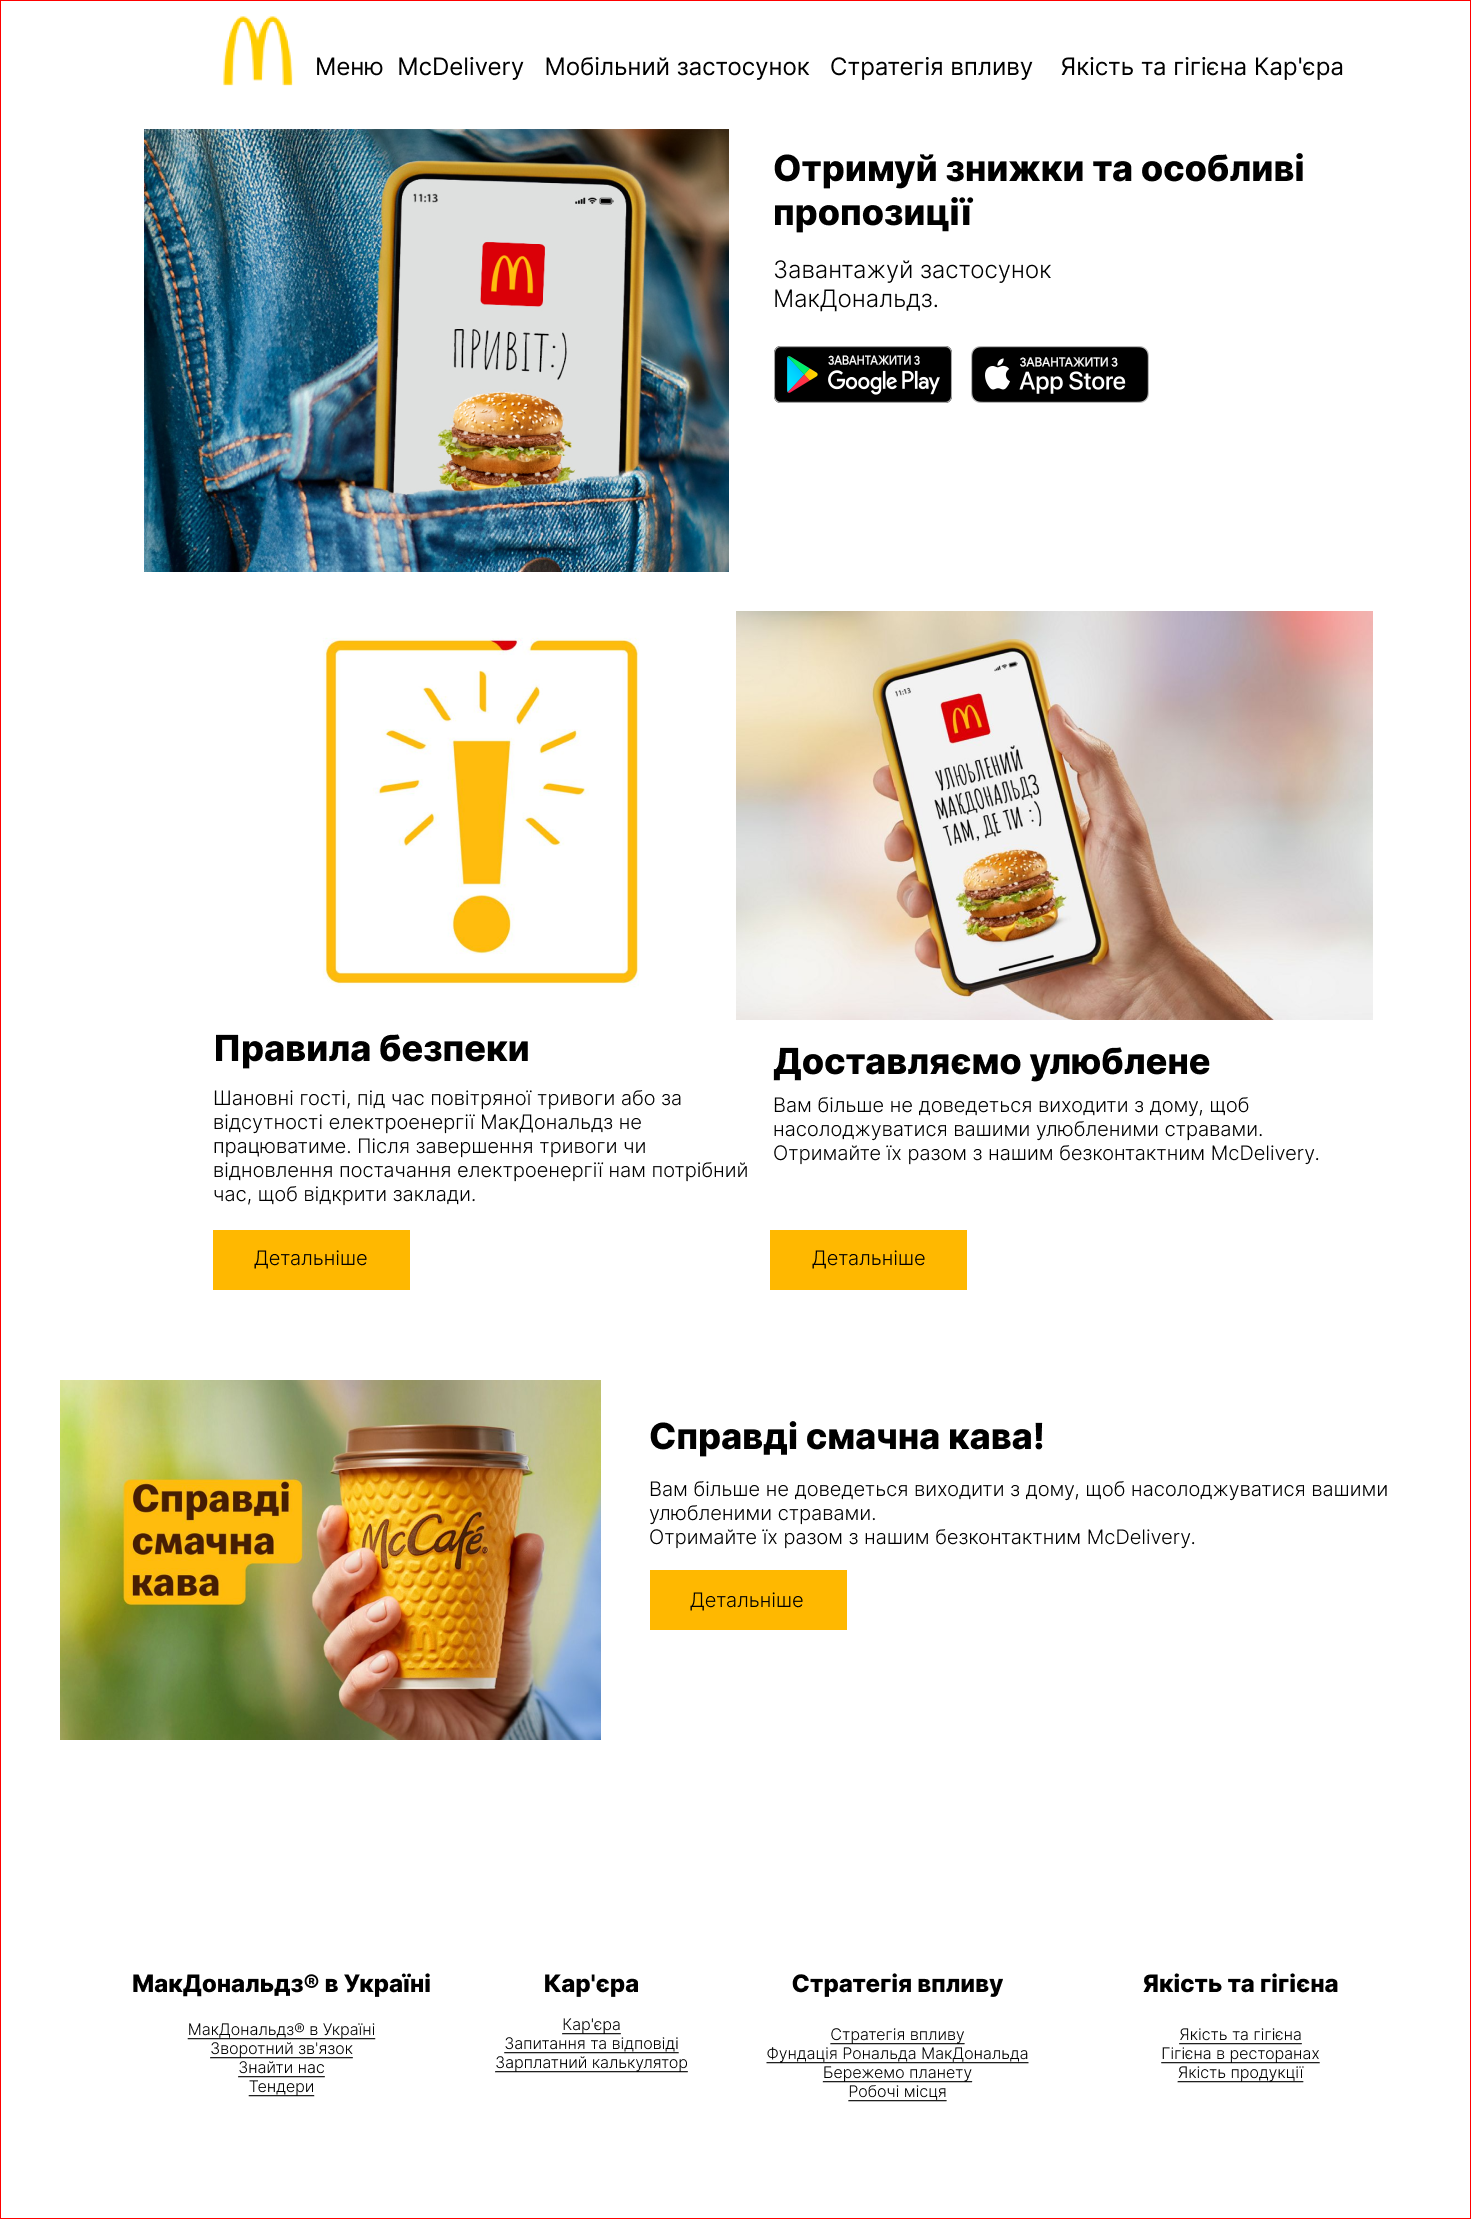 Меню McDelivery Мобільний застосунок Стратегія впливу Якість та гігієна Кар'єра
11:13
ПРИВІТ:)
Отримуй знижки та особливі
пропозиції
Завантажуй застосунок
МакДональдз.
ЗАВАНТАЖИТИ З
Google Play
ЗАВАНТАЖИТИ З
App Store
11:13
УЛЮБЛЕНИЙ
МАКДОНАЛЬДЗ
ТАМ, ДЕ ТИ :)
Правила безпеки
Шановні гості, під час повітряної тривоги або за
відсутності електроенергії МакДональдз не
працюватиме. Після завершення тривоги чи
відновлення постачання електроенергії нам потрібний
час, щоб відкрити заклади.
Детальніше
Доставляємо улюблене
Вам більше не доведеться виходити з дому, щоб
насолоджуватися вашими улюбленими стравами.
Отримайте їх разом з нашим безконтактним McDelivery.
Детальніше
Справді
смачна
кава
McCafé®
Справді смачна кава!
Вам більше не доведеться виходити з дому, щоб насолоджуватися вашими
улюбленими стравами.
Отримайте їх разом з нашим безконтактним McDelivery.
Детальніше
МакДональдз® в Україні
МакДональдз® в Україні
Зворотний зв'язок
Знайти нас
Тендери
Кар'єра
Кар'єра
Запитання та відповіді
Зарплатний калькулятор
Стратегія впливу
Стратегія впливу
Фундація Рональда МакДональда
Бережемо планету
Робочі місця
Якість та гігієна
Якість та гігієна
Гігієна в ресторанах
Якість продукції